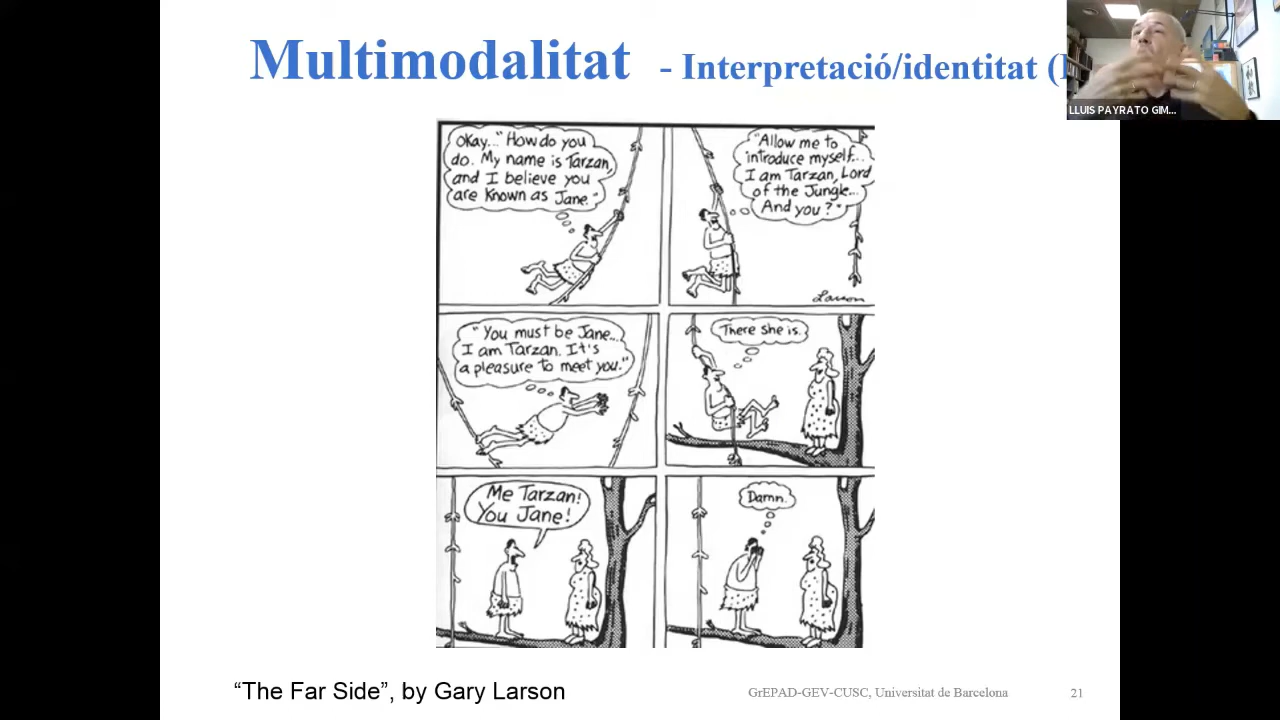 Multimodalitat - Interpretació/identitat (
LLUIS PAYRATO GIM...
Okay... "How do you
do. My name is Tarzan,
and I believe you
are known as Jane."
"Allow me to
introduce myself...
I am Tarzan, Lord
of the Jungle...
And you?"
Larson
"You must be Jane...
I am Tarzan. It's
a pleasure to meet you."
There she is.
Me Tarzan!
You Jane!
Damn.
“The Far Side”, by Gary Larson
GrEPAD-GEV-CUSC, Universitat de Barcelona
21